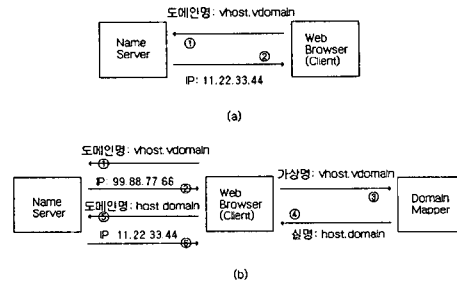 도메인명: vhost.vdomain
Name Server
①
②
Web Browser (Client)
IP: 11.22.33.44
(a)
도메인명: vhost.vdomain
①
IP: 99.88.77.66
②
도메인명: host.domain
⑤
IP 11.22.33.44
⑥
Name Server
Web Browser (Client)
가상명: vhost.vdomain
③
④
실명: host.domain
Domain Mapper
(b)